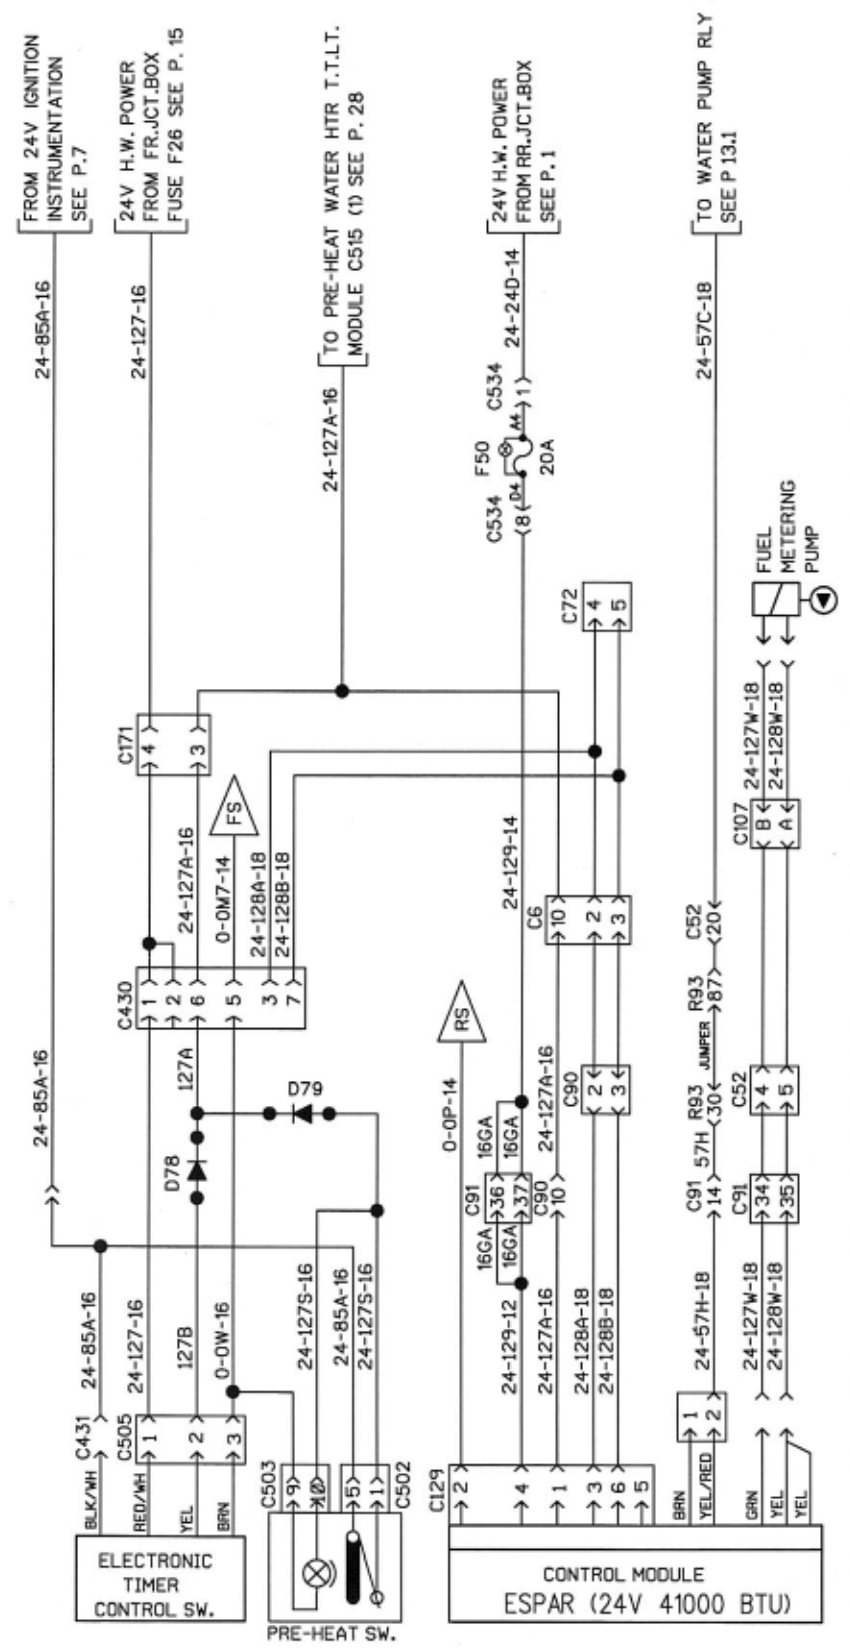 FROM 24V IGNITION
INSTRUMENTATION
SEE P.7
24V H.W. POWER
FROM FR.JCT.BOX
FUSE F26 SEE P. 15
TO PRE-HEAT WATER HTR T.T.LT.
MODULE C515 (1) SEE P. 28
24V H.W. POWER
FROM RR.JCT.BOX
SEE P. 1
TO WATER PUMP RLY
SEE P 13.1
24-85A-16
24-127-16
24-127A-16
24-24D-14
24-57C-18
C534
1
A4
F50
20A
D4
C534
8
C72
4
5
FUEL
METERING
PUMP
C171
4
3
24-127W-18
24-128W-18
C107
B
A
24-127A-16
FS
0-0M7-14
24-128A-18
24-128B-18
24-129-14
C6
10
2
3
C52
20
C430
1
2
6
5
3
7
RS
R93
87
JUMPER
R93
30
24-85A-16
127A
D79
D78
0-0P-14
16GA
16GA
24-127A-16
C90
2
3
C52
4
5
57H
C91
36
37
C90
10
C91
14
C91
34
35
16GA
16GA
24-85A-16
24-127-16
127B
0-0W-16
24-127S-16
24-85A-16
24-127S-16
24-129-12
24-127A-16
24-128A-18
24-128B-18
24-57H-18
24-127W-18
24-128W-18
C431
C505
1
2
3
C503
9
10
5
1
C502
C129
2
4
1
3
6
5
1
2
BLK/WH
RED/WH
YEL
BRN
BRN
YEL/RED
GRN
YEL
YEL
ELECTRONIC
TIMER
CONTROL SW.
PRE-HEAT SW.
CONTROL MODULE
ESPAR (24V 41000 BTU)